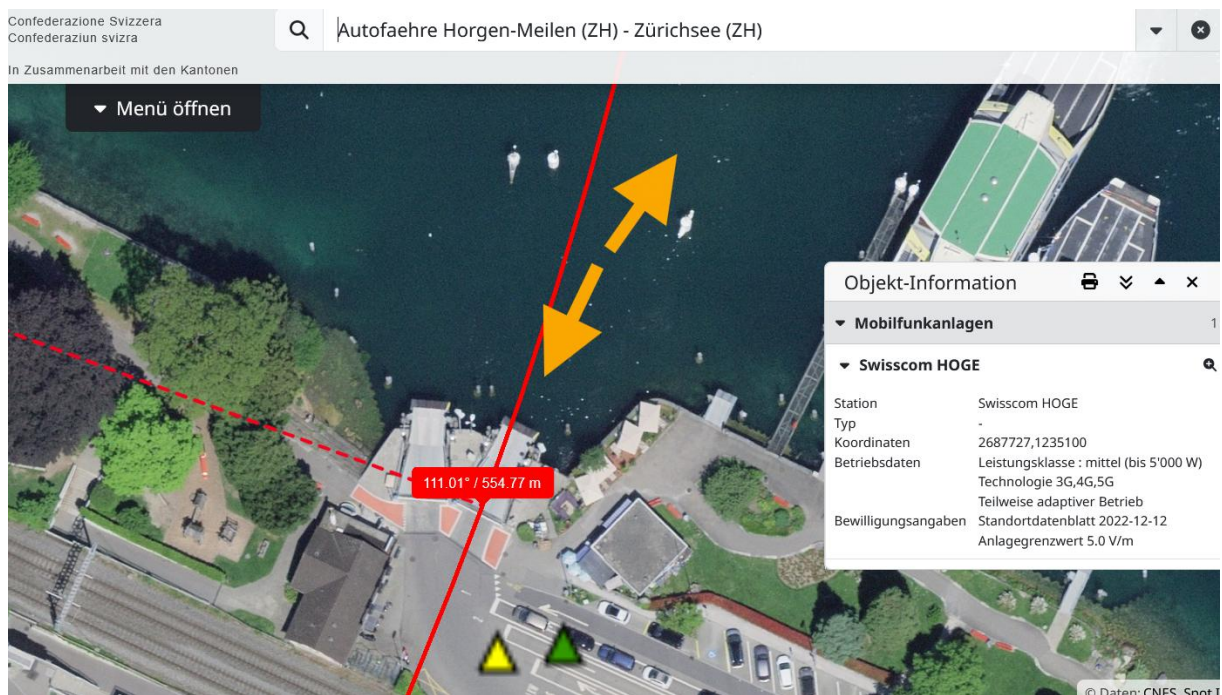 Confederazione Svizzera
Confederaziun svizra
Autofaehre Horgen-Meilen (ZH) - Zürichsee (ZH)
In Zusammenarbeit mit den Kantonen
Menü öffnen
Objekt-Information
Mobilfunkanlagen 1
Swisscom HOGE
Station Swisscom HOGE
Typ -
Koordinaten 2687727,1235100
Betriebsdaten Leistungsklasse : mittel (bis 5'000 W)
Technologie 3G,4G,5G
Teilweise adaptiver Betrieb
Bewilligungsangaben Standortdatenblatt 2022-12-12
Anlagegrenzwert 5.0 V/m
111.01° / 554.77 m
© Daten: CNES, Spot